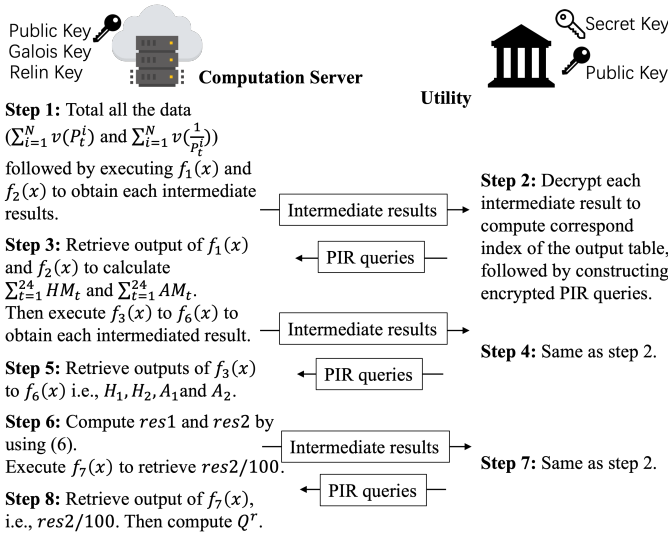 Public Key
Galois Key
Relin Key
Computation Server
Secret Key
Public Key
Utility
Step 1: Total all the data
(∑_{i=1}^{N} v(P_t^i) and ∑_{i=1}^{N} v(1/P_t^i))
followed by executing f_1(x) and
f_2(x) to obtain each intermediate
results.
Intermediate results
Step 2: Decrypt each
intermediate result to
compute correspond
index of the output table,
followed by constructing
encrypted PIR queries.
PIR queries
Step 3: Retrieve output of f_1(x)
and f_2(x) to calculate
∑_{t=1}^{24} HM_t and ∑_{t=1}^{24} AM_t.
Then execute f_3(x) to f_6(x) to
obtain each intermediated result.
Intermediate results
Step 4: Same as step 2.
PIR queries
Step 5: Retrieve outputs of f_3(x)
to f_6(x) i.e., H_1, H_2, A_1 and A_2.
Step 6: Compute res1 and res2 by
using (6).
Execute f_7(x) to retrieve res2/100.
Intermediate results
Step 7: Same as step 2.
PIR queries
Step 8: Retrieve output of f_7(x),
i.e., res2/100. Then compute Q^r.